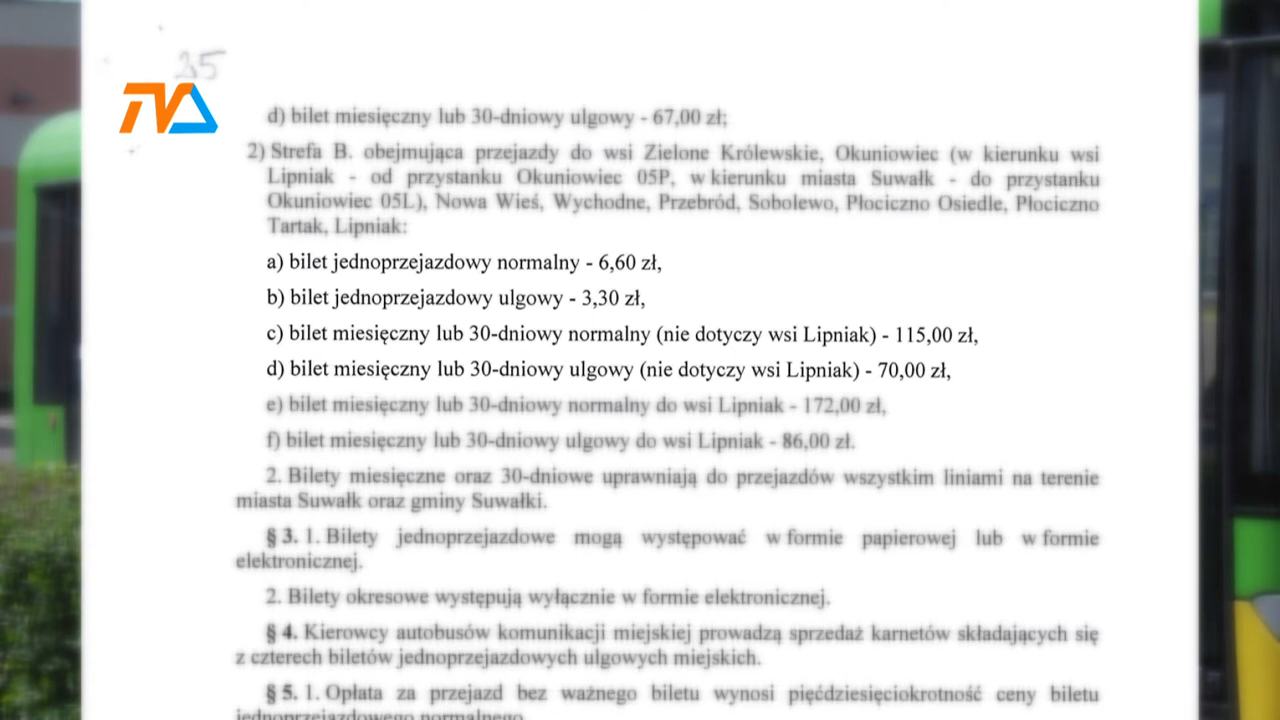 35
TVA
d) bilet miesięczny lub 30-dniowy ulgowy - 67,00 zł;
2) Strefa B. obejmująca przejazdy do wsi Zielone Królewskie, Okuniowiec (w kierunku wsi
Lipniak - od przystanku Okuniowiec 05P, w kierunku miasta Suwałk - do przystanku
Okuniowiec 05L), Nowa Wieś, Wychodne, Przebród, Sobolewo, Płociczno Osiedle, Płociczno
Tartak, Lipniak:
a) bilet jednoprzejazdowy normalny - 6,60 zł,
b) bilet jednoprzejazdowy ulgowy - 3,30 zł,
c) bilet miesięczny lub 30-dniowy normalny (nie dotyczy wsi Lipniak) - 115,00 zł,
d) bilet miesięczny lub 30-dniowy ulgowy (nie dotyczy wsi Lipniak) - 70,00 zł,
e) bilet miesięczny lub 30-dniowy normalny do wsi Lipniak - 172,00 zł,
f) bilet miesięczny lub 30-dniowy ulgowy do wsi Lipniak - 86,00 zł.
2. Bilety miesięczne oraz 30-dniowe uprawniają do przejazdów wszystkim liniami na terenie
miasta Suwałk oraz gminy Suwałki.
§ 3. 1. Bilety jednoprzejazdowe mogą występować w formie papierowej lub w formie
elektronicznej.
2. Bilety okresowe występują wyłącznie w formie elektronicznej.
§ 4. Kierowcy autobusów komunikacji miejskiej prowadzą sprzedaż karnetów składających się
z czterech biletów jednoprzejazdowych ulgowych miejskich.
§ 5. 1. Opłata za przejazd bez ważnego biletu wynosi pięćdziesięciokrotność ceny biletu
jednoprzejazdowego normalnego.